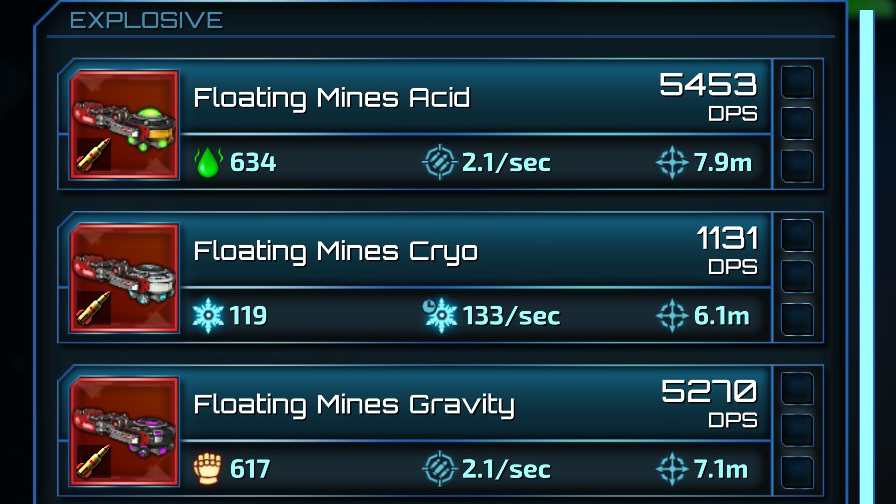 EXPLOSIVE
Floating Mines Acid 5453
DPS
634 2.1/sec 7.9m
Floating Mines Cryo 1131
DPS
119 133/sec 6.1m
Floating Mines Gravity 5270
DPS
617 2.1/sec 7.1m